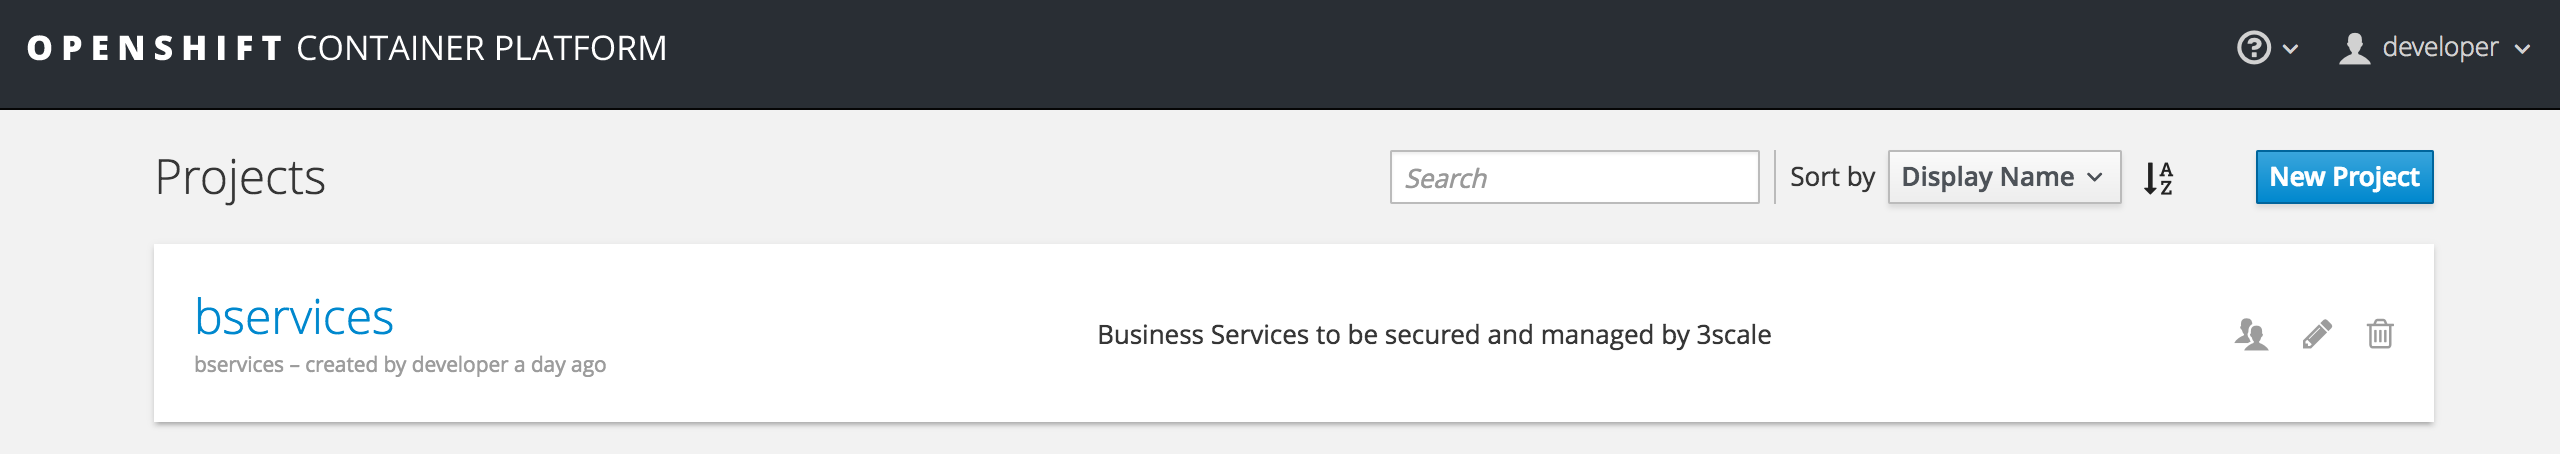 OPENSHIFT CONTAINER PLATFORM
developer
Projects
Search
Sort by
Display Name
A
Z
New Project
bservices
Business Services to be secured and managed by 3scale
bservices – created by developer a day ago